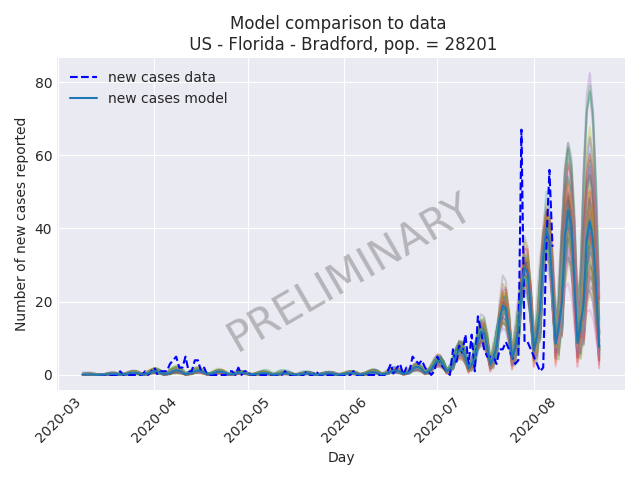 Model comparison to data
US - Florida - Bradford, pop. = 28201
new cases data
new cases model
Number of new cases reported
80
60
40
20
0
PRELIMINARY
2020-03
2020-04
2020-05
2020-06
2020-07
2020-08
Day